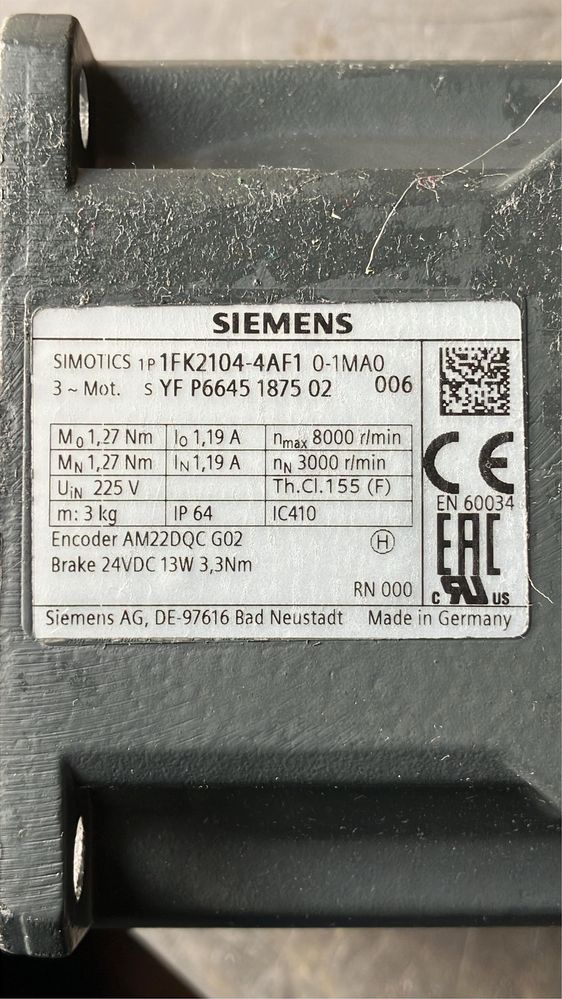 SIEMENS
SIMOTICS 1P 1FK2104-4AF1 0-1MA0
3 ~ Mot. S YF P6645 1875 02 006
M0 1,27 Nm I0 1,19 A nmax 8000 r/min
MN 1,27 Nm IN 1,19 A nN 3000 r/min
UiN 225 V Th.Cl.155 (F)
m: 3 kg IP 64 IC410
Encoder AM22DQC G02 H
Brake 24VDC 13W 3,3Nm
RN 000
CE
EN 60034
EAC
C RU US
Siemens AG, DE-97616 Bad Neustadt Made in Germany